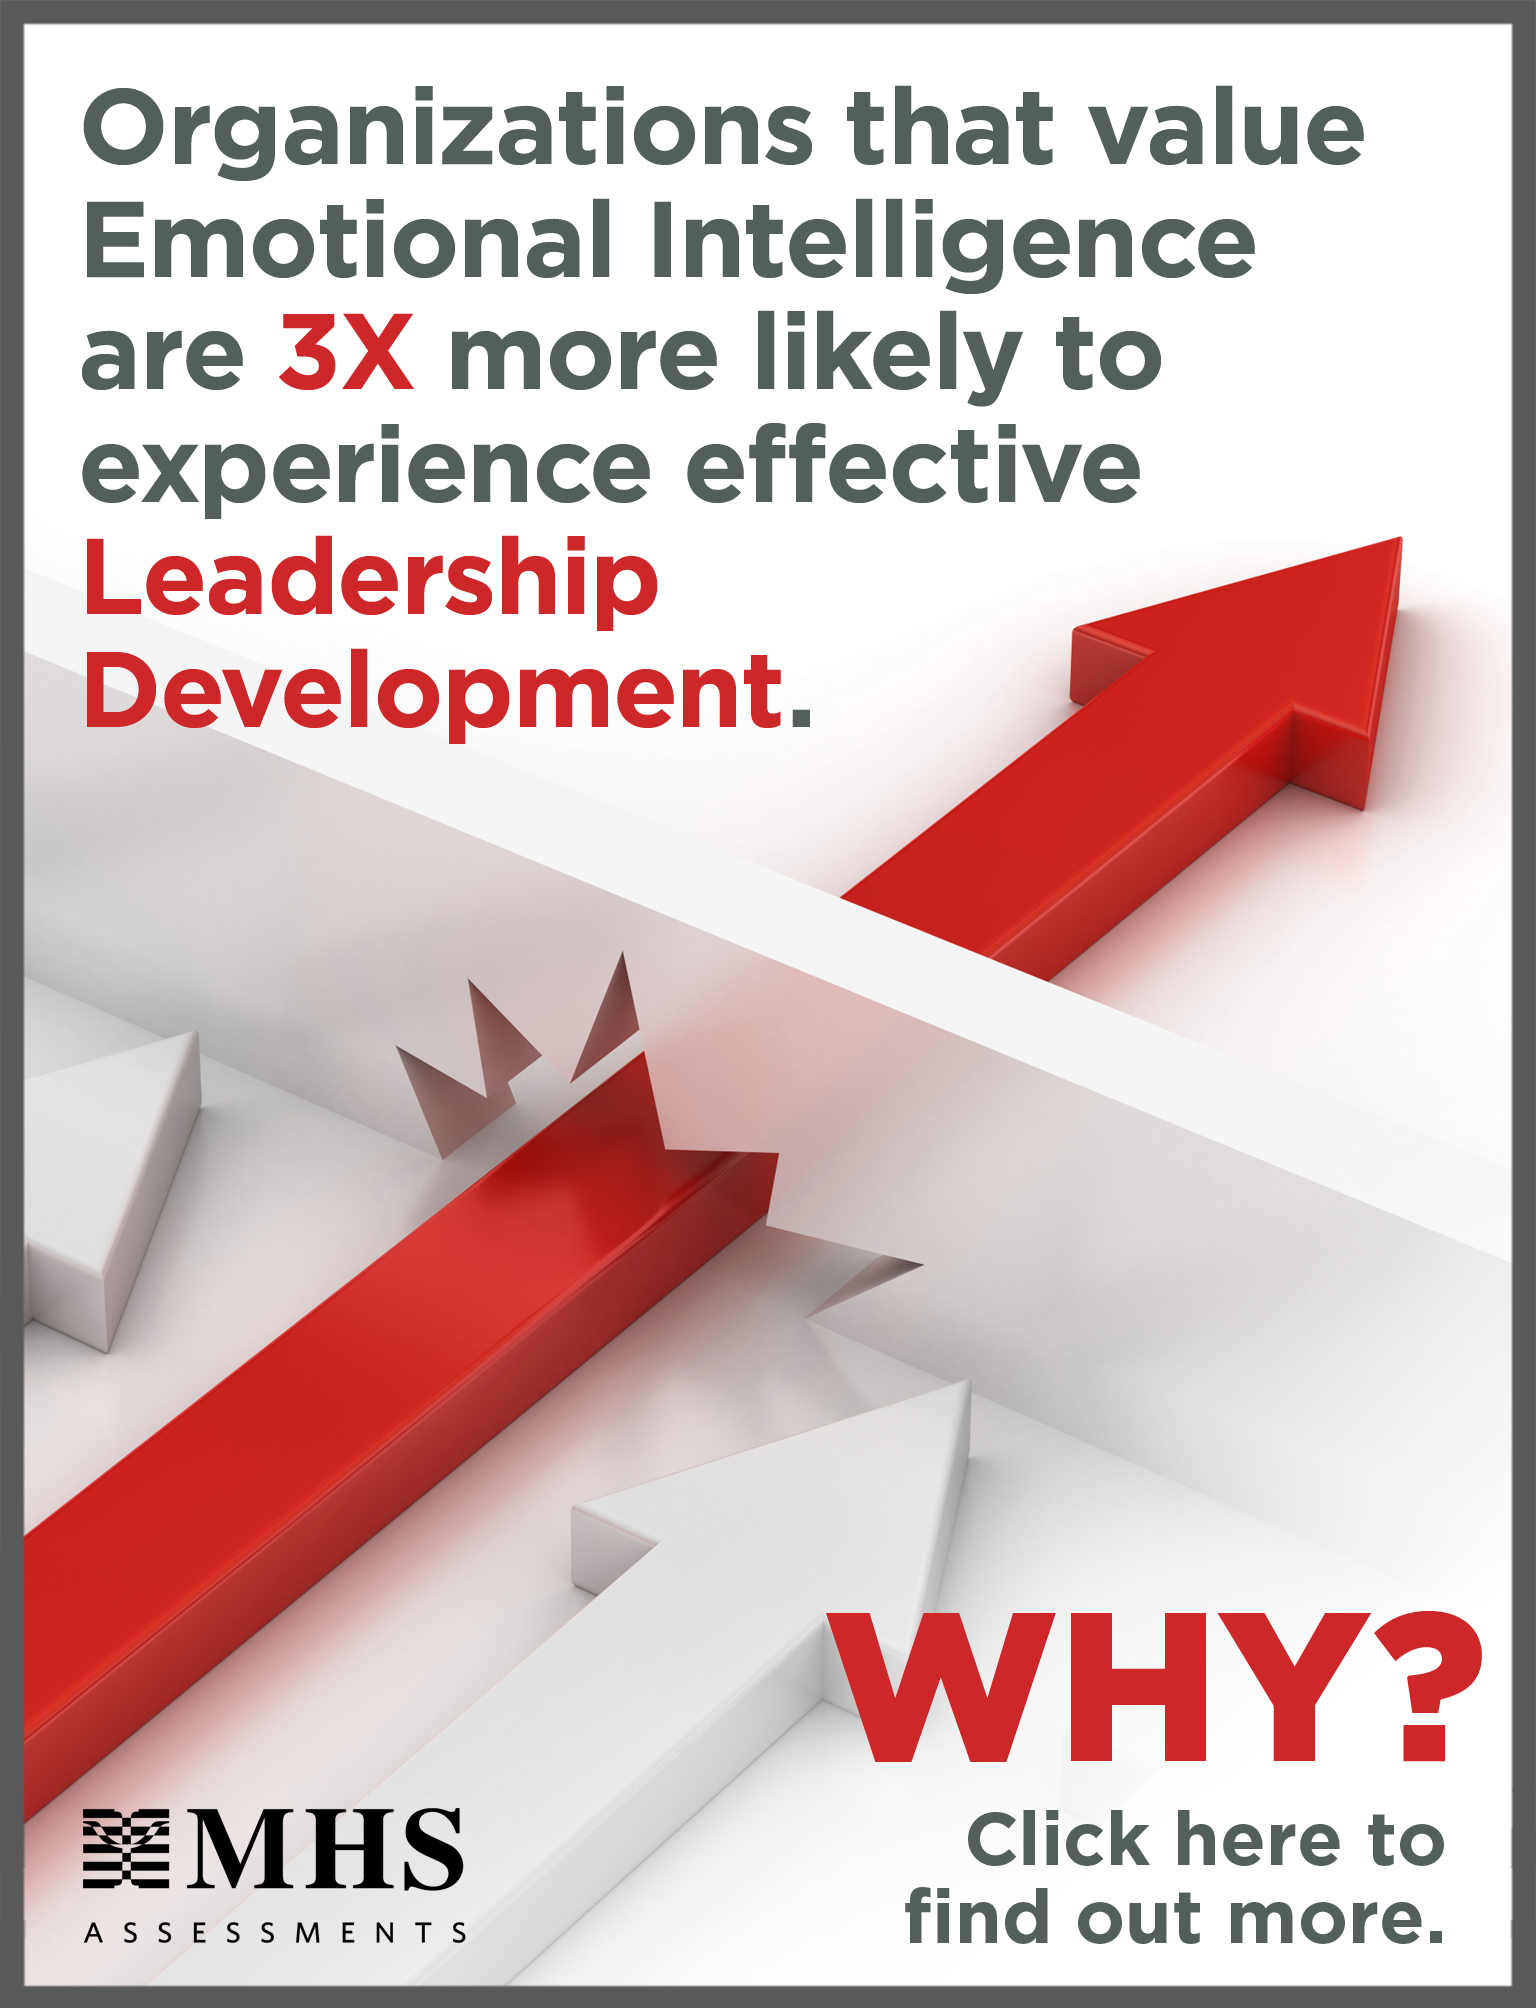 Organizations that value
Emotional Intelligence
are 3X more likely to
experience effective
Leadership
Development.
WHY?
Click here to
find out more.
MHS
ASSESSMENTS